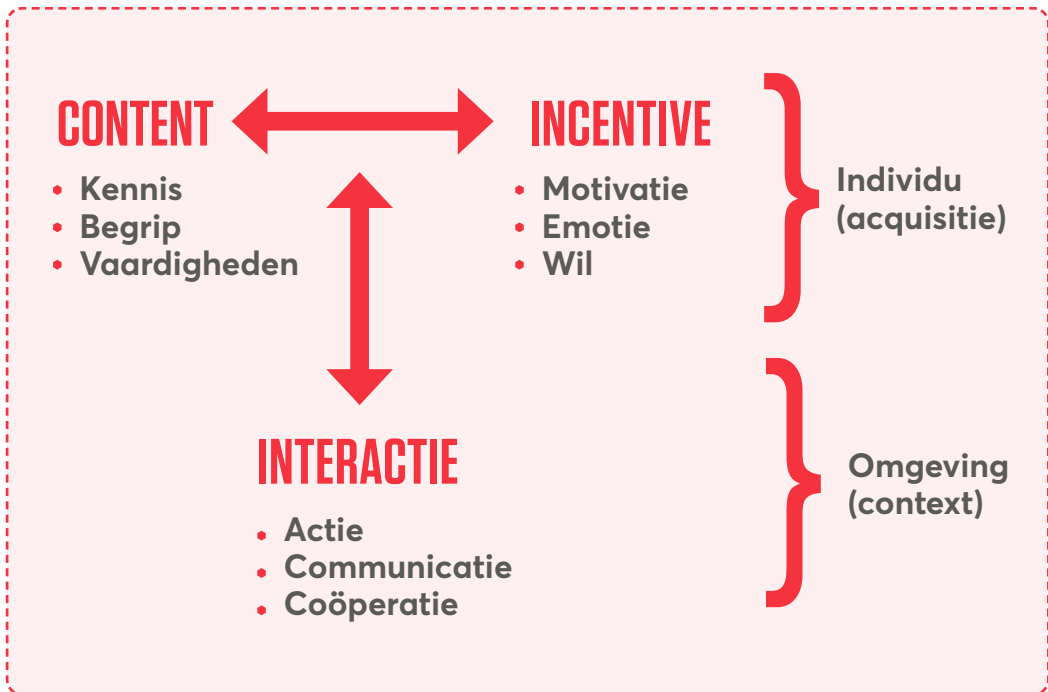 CONTENT
• Kennis
• Begrip
• Vaardigheden
INCENTIVE
• Motivatie
• Emotie
• Wil
Individu
(acquisitie)
INTERACTIE
• Actie
• Communicatie
• Coöperatie
Omgeving
(context)